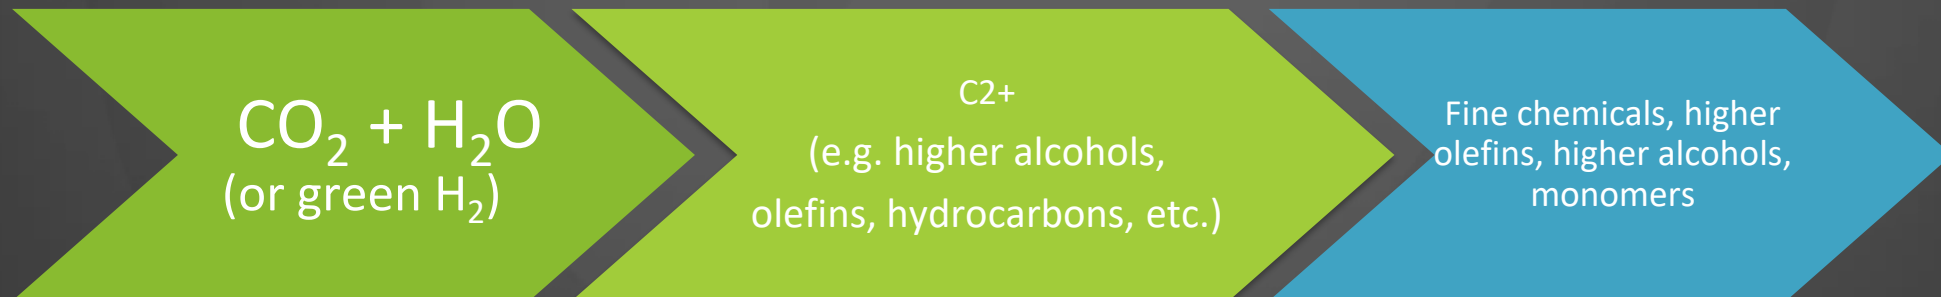 CO₂ + H₂O
(or green H₂)
C2+
(e.g. higher alcohols,
olefins, hydrocarbons, etc.)
Fine chemicals, higher
olefins, higher alcohols,
monomers